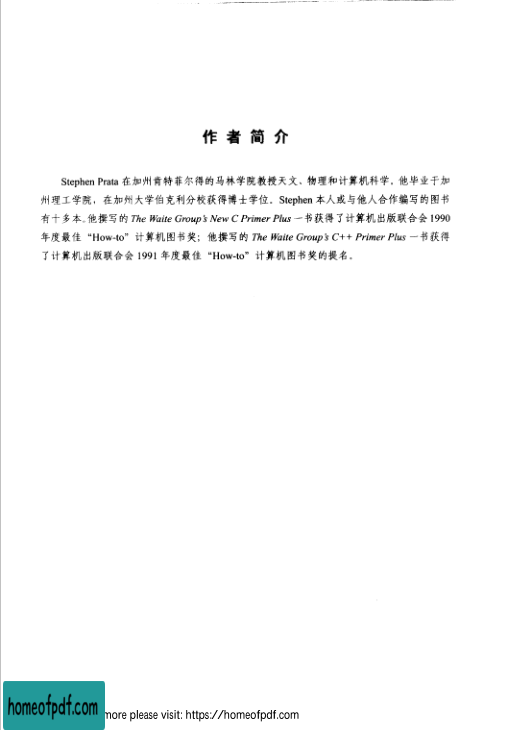 作者简介
Stephen Prata 在加州肯特菲尔得的马林学院教授天文、物理和计算机科学。他毕业于加
州理工学院，在加州大学伯克利分校获得博士学位。Stephen 本人或与他人合作编写的图书
有十多本。他撰写的 The Waite Group's New C Primer Plus 一书获得了计算机出版联合会 1990
年度最佳“How-to”计算机图书奖；他撰写的 The Waite Group's C++ Primer Plus 一书获得
了计算机出版联合会 1991 年度最佳“How-to”计算机图书奖的提名。
homeofpdf.com
more please visit: https://homeofpdf.com